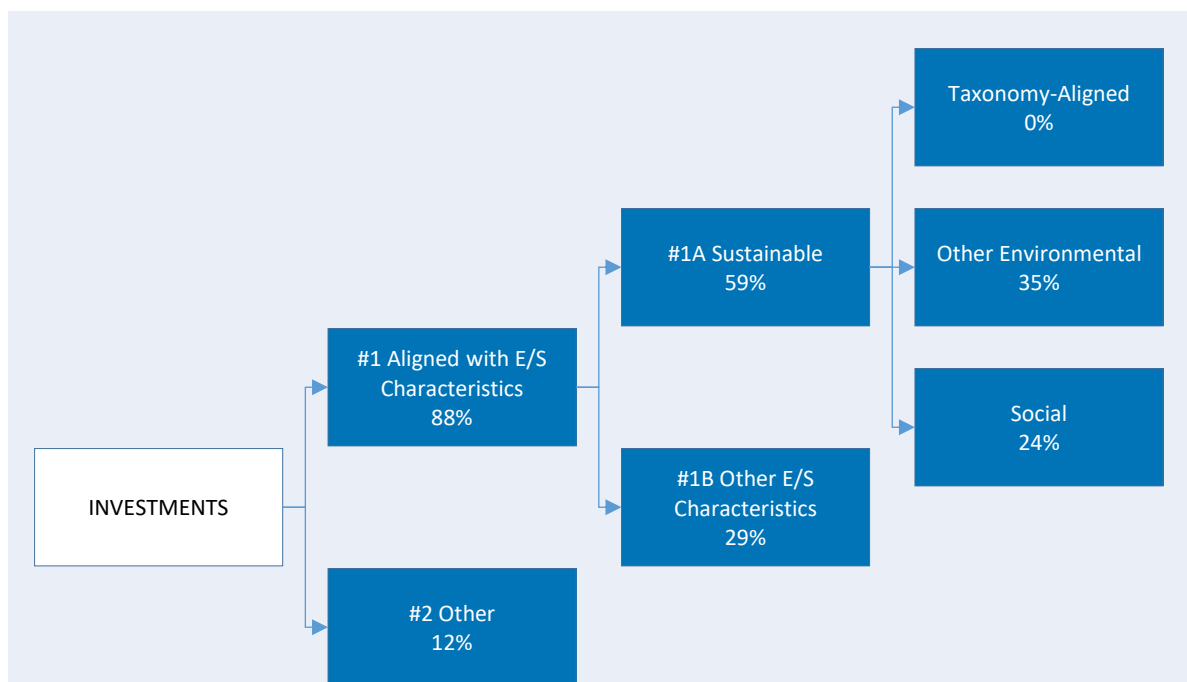 INVESTMENTS
#1 Aligned with E/S
Characteristics
88%
#2 Other
12%
#1A Sustainable
59%
#1B Other E/S
Characteristics
29%
Taxonomy-Aligned
0%
Other Environmental
35%
Social
24%